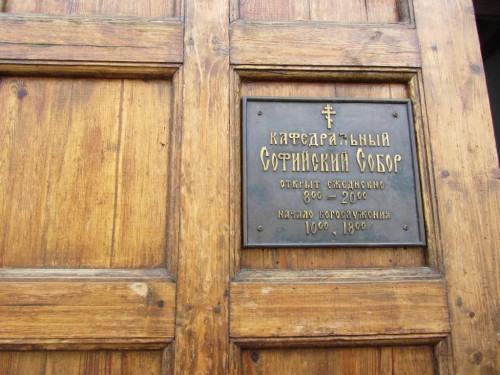 КАФЕДРАЛЬНЫЙ
СОФИЙСКИЙ СОБОР
ОТКРЫТ ЕЖЕДНЕВНО
8⁰⁰ – 20⁰⁰
НАЧАЛО БОГОСЛУЖЕНИЯ
10⁰⁰, 18⁰⁰